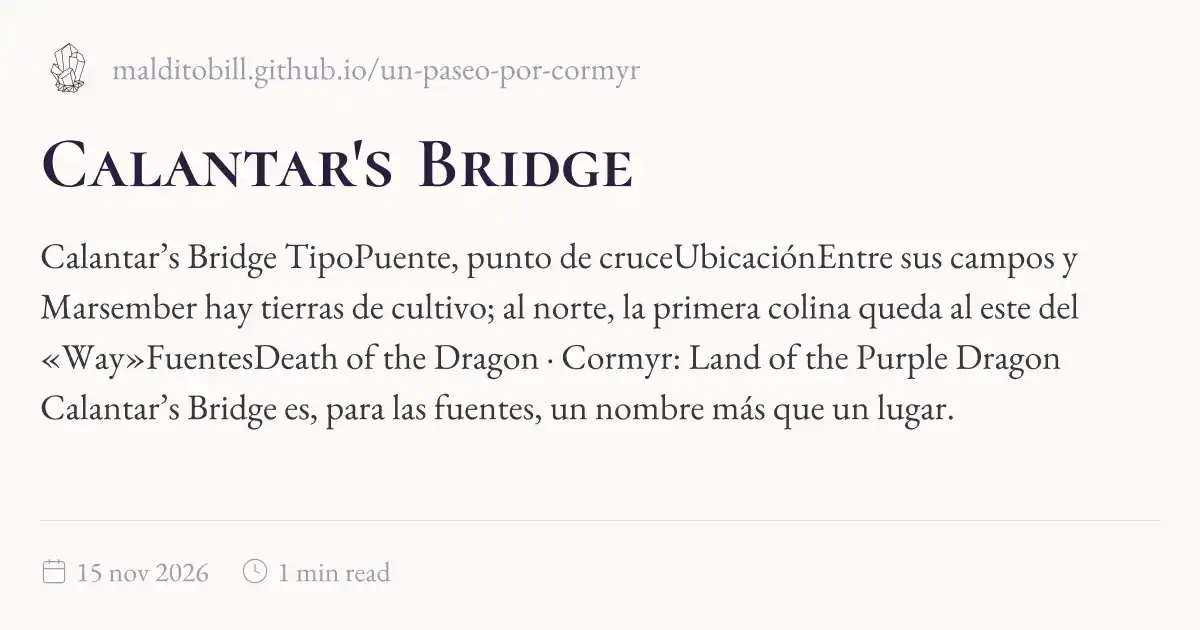 malditobill.github.io/un-paseo-por-cormyr
Calantar's Bridge
Calantar’s Bridge TipoPuente, punto de cruceUbicaciónEntre sus campos y
Marsember hay tierras de cultivo; al norte, la primera colina queda al este del
«Way»FuentesDeath of the Dragon · Cormyr: Land of the Purple Dragon
Calantar’s Bridge es, para las fuentes, un nombre más que un lugar.
15 nov 2026
1 min read